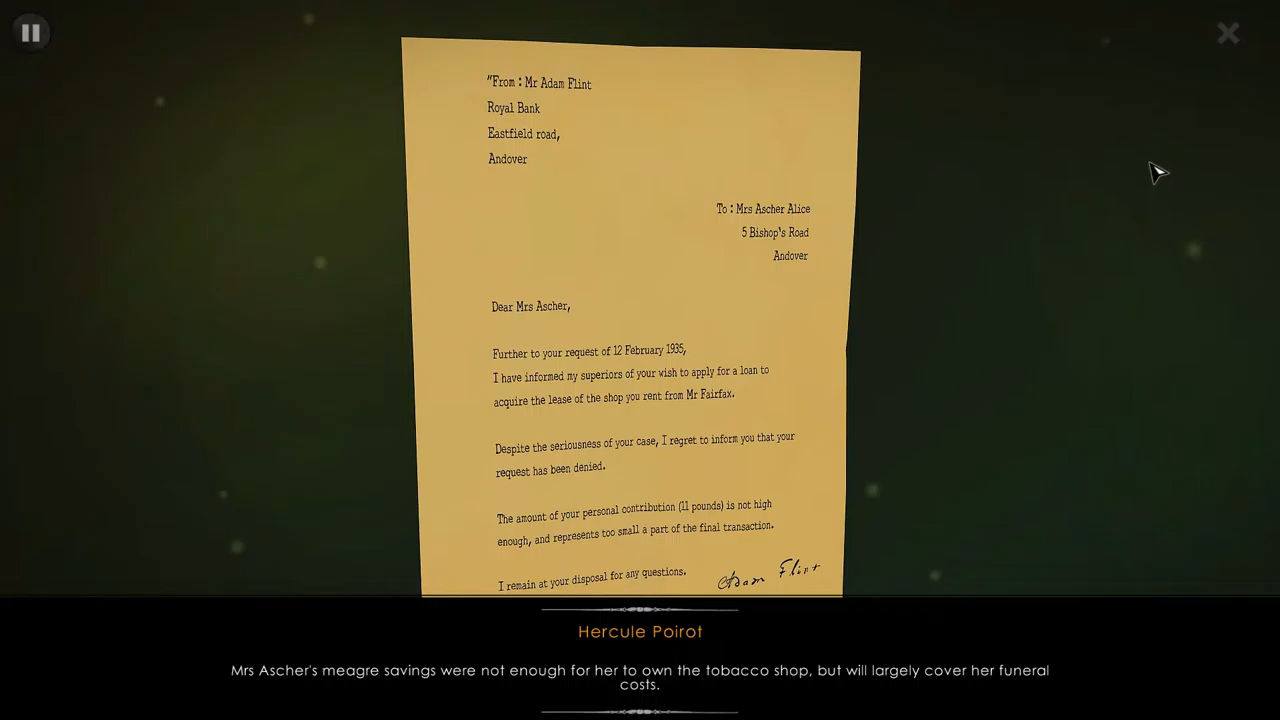 "From : Mr Adam Flint
Royal Bank
Eastfield road,
Andover
To : Mrs Ascher Alice
5 Bishop's Road
Andover
Dear Mrs Ascher,
Further to your request of 12 February 1935,
I have informed my superiors of your wish to apply for a loan to
acquire the lease of the shop you rent from Mr Fairfax.
Despite the seriousness of your case, I regret to inform you that your
request has been denied.
The amount of your personal contribution (11 pounds) is not high
enough, and represents too small a part of the final transaction.
I remain at your disposal for any questions.
Adam Flint
Hercule Poirot
Mrs Ascher's meagre savings were not enough for her to own the tobacco shop, but will largely cover her funeral
costs.